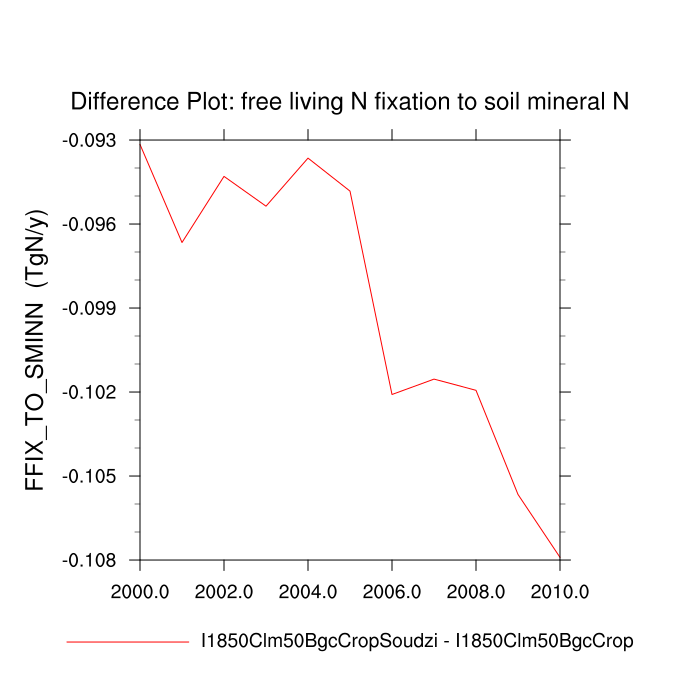 Difference Plot: free living N fixation to soil mineral N
FFIX_TO_SMINN (TgN/y)
-0.093
-0.096
-0.099
-0.102
-0.105
-0.108
2000.0 2002.0 2004.0 2006.0 2008.0 2010.0
I1850Clm50BgcCropSoudzi - I1850Clm50BgcCrop